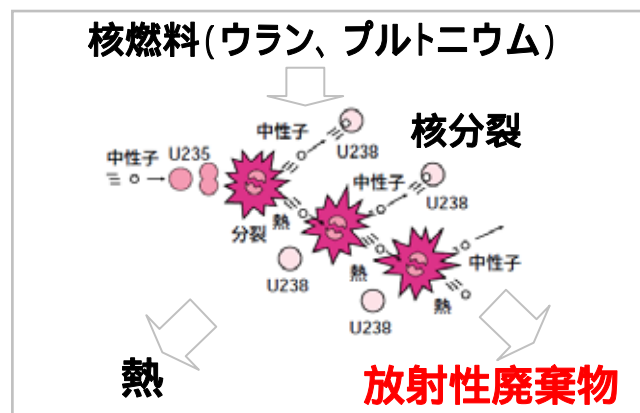 核燃料(ウラン、プルトニウム)
核分裂
中性子
U238
中性子
U235
中性子
U238
分裂
熱
U238
熱
U238
中性子
熱
熱
放射性廃棄物